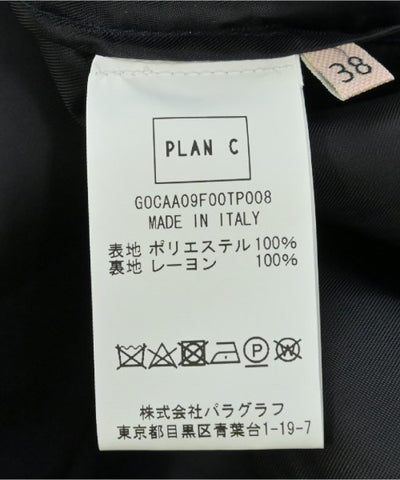 38
PLAN C
G0CAA09F00TP008
MADE IN ITALY
表地 ポリエステル 100%
裏地 レーヨン 100%
P W
株式会社パラグラフ
東京都目黒区青葉台1-19-7